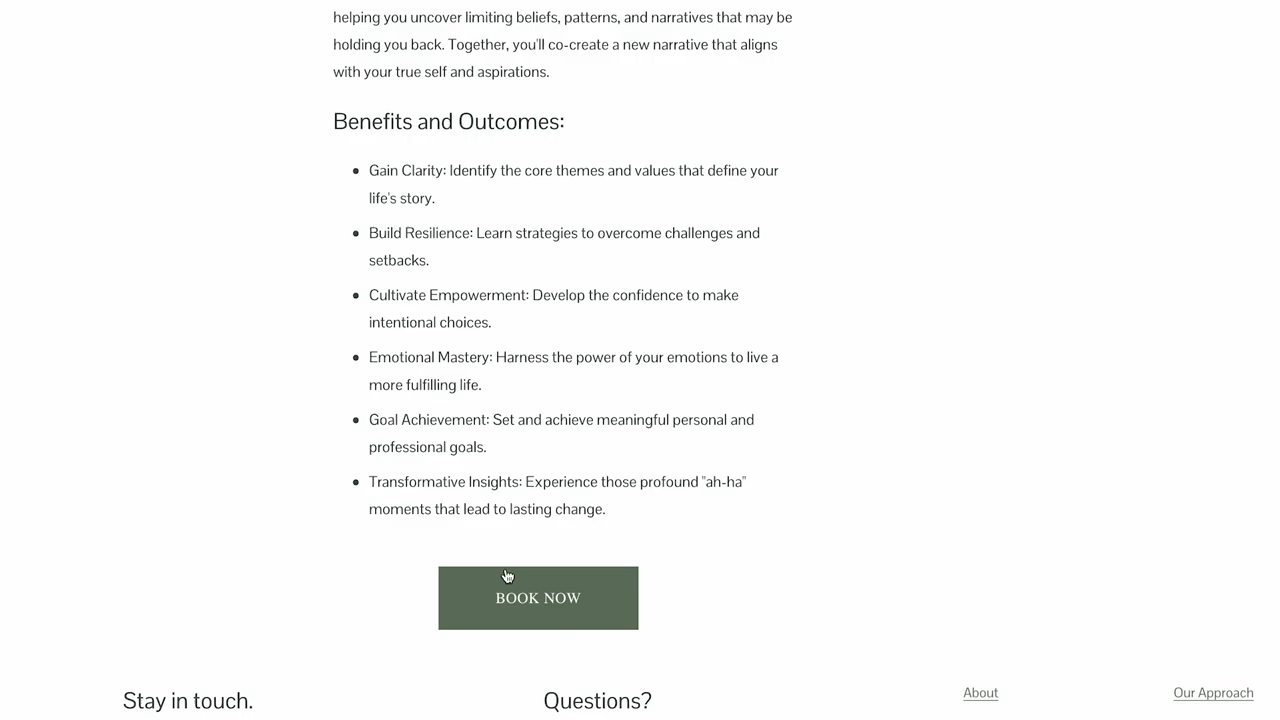 helping you uncover limiting beliefs, patterns, and narratives that may be
holding you back. Together, you'll co-create a new narrative that aligns
with your true self and aspirations.
Benefits and Outcomes:
• Gain Clarity: Identify the core themes and values that define your
life's story.
• Build Resilience: Learn strategies to overcome challenges and
setbacks.
• Cultivate Empowerment: Develop the confidence to make
intentional choices.
• Emotional Mastery: Harness the power of your emotions to live a
more fulfilling life.
• Goal Achievement: Set and achieve meaningful personal and
professional goals.
• Transformative Insights: Experience those profound "ah-ha"
moments that lead to lasting change.
BOOK NOW
Stay in touch.
Questions?
About
Our Approach